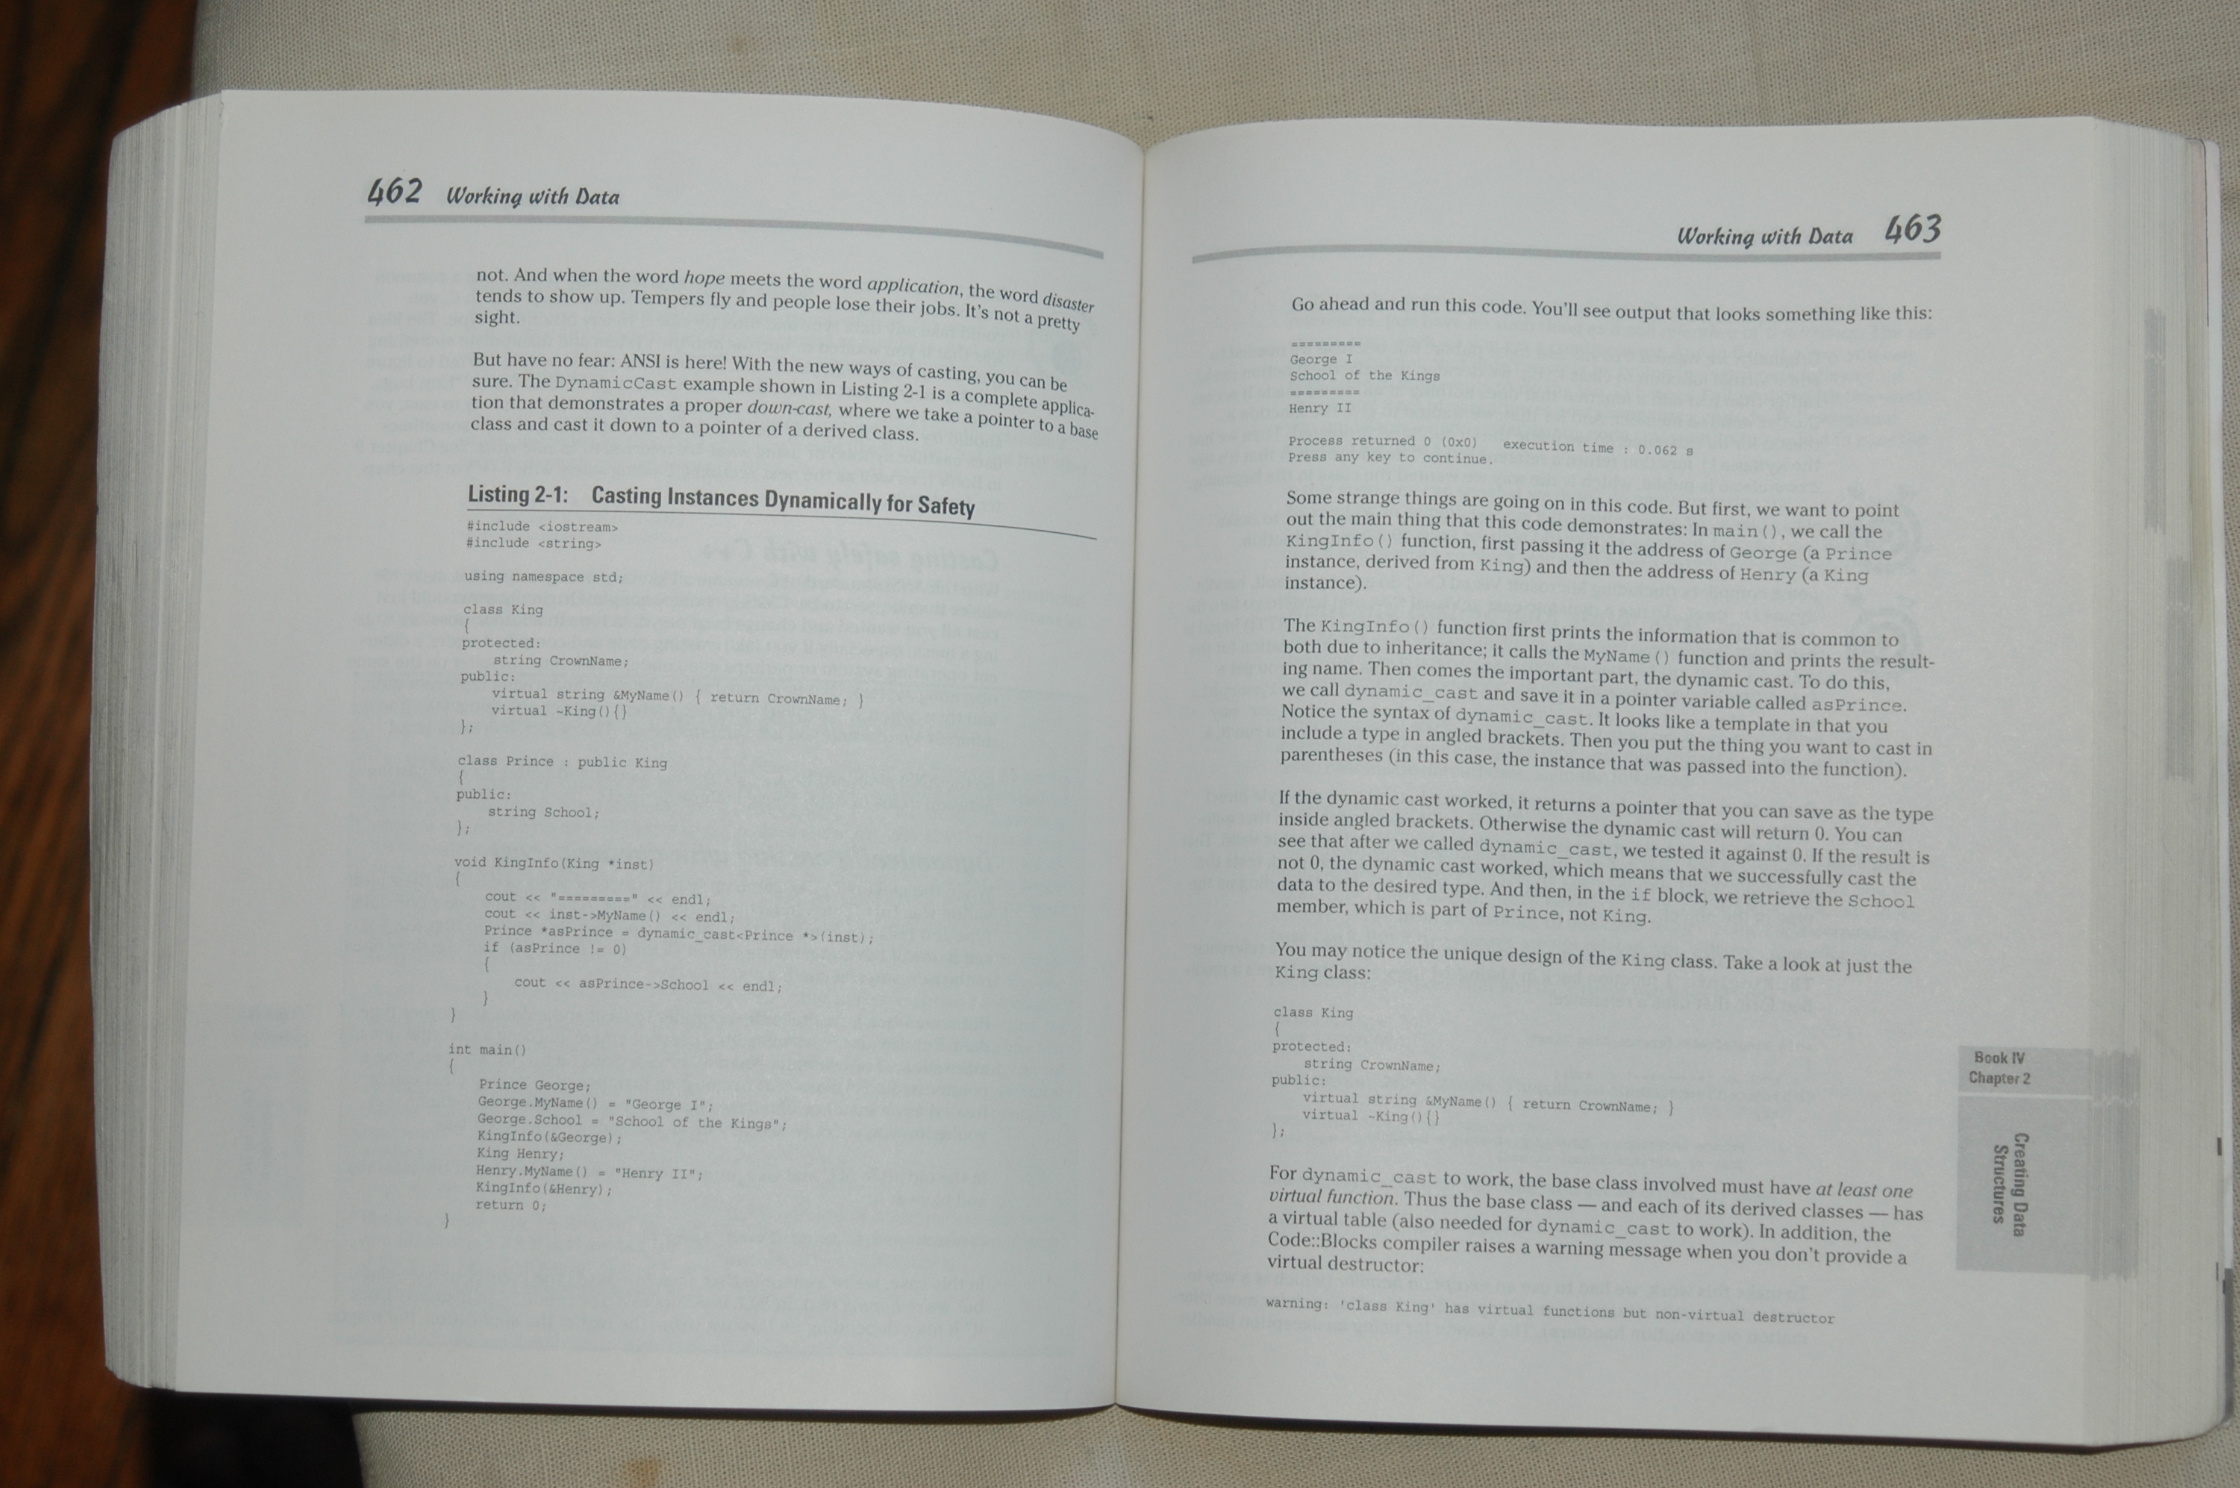 462 Working with Data
not. And when the word hope meets the word application, the word disaster
tends to show up. Tempers fly and people lose their jobs. It's not a pretty
sight.
But have no fear: ANSI is here! With the new ways of casting, you can be
sure. The DynamicCast example shown in Listing 2-1 is a complete applica-
tion that demonstrates a proper down-cast, where we take a pointer to a base
class and cast it down to a pointer of a derived class.
Listing 2-1: Casting Instances Dynamically for Safety
#include <iostream>
#include <string>
using namespace std;
class King
{
protected:
    string CrownName;
public:
    virtual string &MyName() { return CrownName; }
    virtual ~King(){}
};
class Prince : public King
{
public:
    string School;
};
void KingInfo(King *inst)
{
    cout << "=========" << endl;
    cout << inst->MyName() << endl;
    Prince *asPrince = dynamic_cast<Prince *>(inst);
    if (asPrince != 0)
    {
        cout << asPrince->School << endl;
    }
}
int main()
{
    Prince George;
    George.MyName() = "George I";
    George.School = "School of the Kings";
    KingInfo(&George);
    King Henry;
    Henry.MyName() = "Henry II";
    KingInfo(&Henry);
    return 0;
}
Working with Data 463
Go ahead and run this code. You'll see output that looks something like this:
=========
George I
School of the Kings
=========
Henry II
Process returned 0 (0x0) execution time : 0.062 s
Press any key to continue.
Some strange things are going on in this code. But first, we want to point
out the main thing that this code demonstrates: In main(), we call the
KingInfo() function, first passing it the address of George (a Prince
instance, derived from King) and then the address of Henry (a King
instance).
The KingInfo() function first prints the information that is common to
both due to inheritance; it calls the MyName() function and prints the result-
ing name. Then comes the important part, the dynamic cast. To do this,
we call dynamic_cast and save it in a pointer variable called asPrince.
Notice the syntax of dynamic_cast. It looks like a template in that you
include a type in angled brackets. Then you put the thing you want to cast in
parentheses (in this case, the instance that was passed into the function).
If the dynamic cast worked, it returns a pointer that you can save as the type
inside angled brackets. Otherwise the dynamic cast will return 0. You can
see that after we called dynamic_cast, we tested it against 0. If the result is
not 0, the dynamic cast worked, which means that we successfully cast the
data to the desired type. And then, in the if block, we retrieve the School
member, which is part of Prince, not King.
You may notice the unique design of the King class. Take a look at just the
King class:
class King
{
protected:
    string CrownName;
public:
    virtual string &MyName() { return CrownName; }
    virtual ~King(){}
};
For dynamic_cast to work, the base class involved must have at least one
virtual function. Thus the base class — and each of its derived classes — has
a virtual table (also needed for dynamic_cast to work). In addition, the
Code::Blocks compiler raises a warning message when you don't provide a
virtual destructor:
warning: 'class King' has virtual functions but non-virtual destructor
Book IV
Chapter 2
Creating Data
Structures